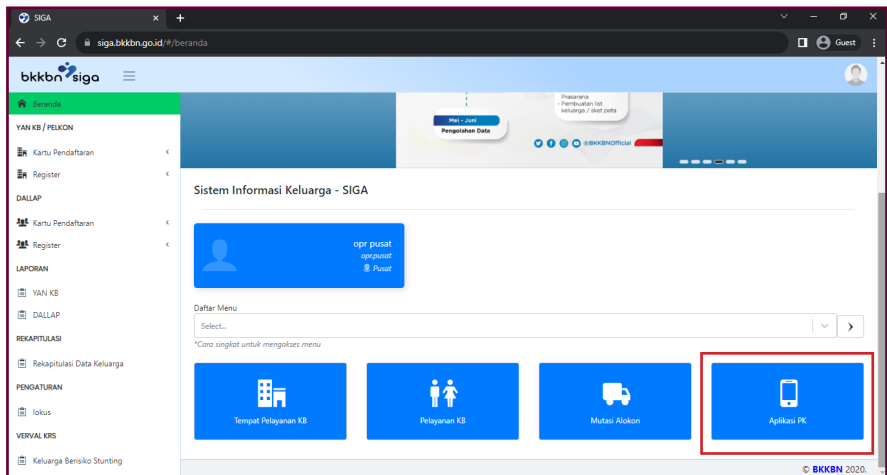 SIGA
siga.bkkbn.go.id/#/beranda
Guest
bkkbn siga
Beranda
YAN KB / PELKON
Kartu Pendaftaran
Register
DALLAP
Kartu Pendaftaran
Register
LAPORAN
YAN KB
DALLAP
REKAPITULASI
Rekapitulasi Data Keluarga
PENGATURAN
lokus
VERVAL KRS
Keluarga Berisiko Stunting
Prasarana
- Pembuatan list
keluarga / sket peta
Mei - Juni
Pengolahan Data
@BKKBNOfficial
Sistem Informasi Keluarga - SIGA
opr pusat
opr.pusat
Pusat
Daftar Menu
Select...
*Cara singkat untuk mengakses menu
Tempat Pelayanan KB
Pelayanan KB
Mutasi Alokon
Aplikasi PK
© BKKBN 2020.